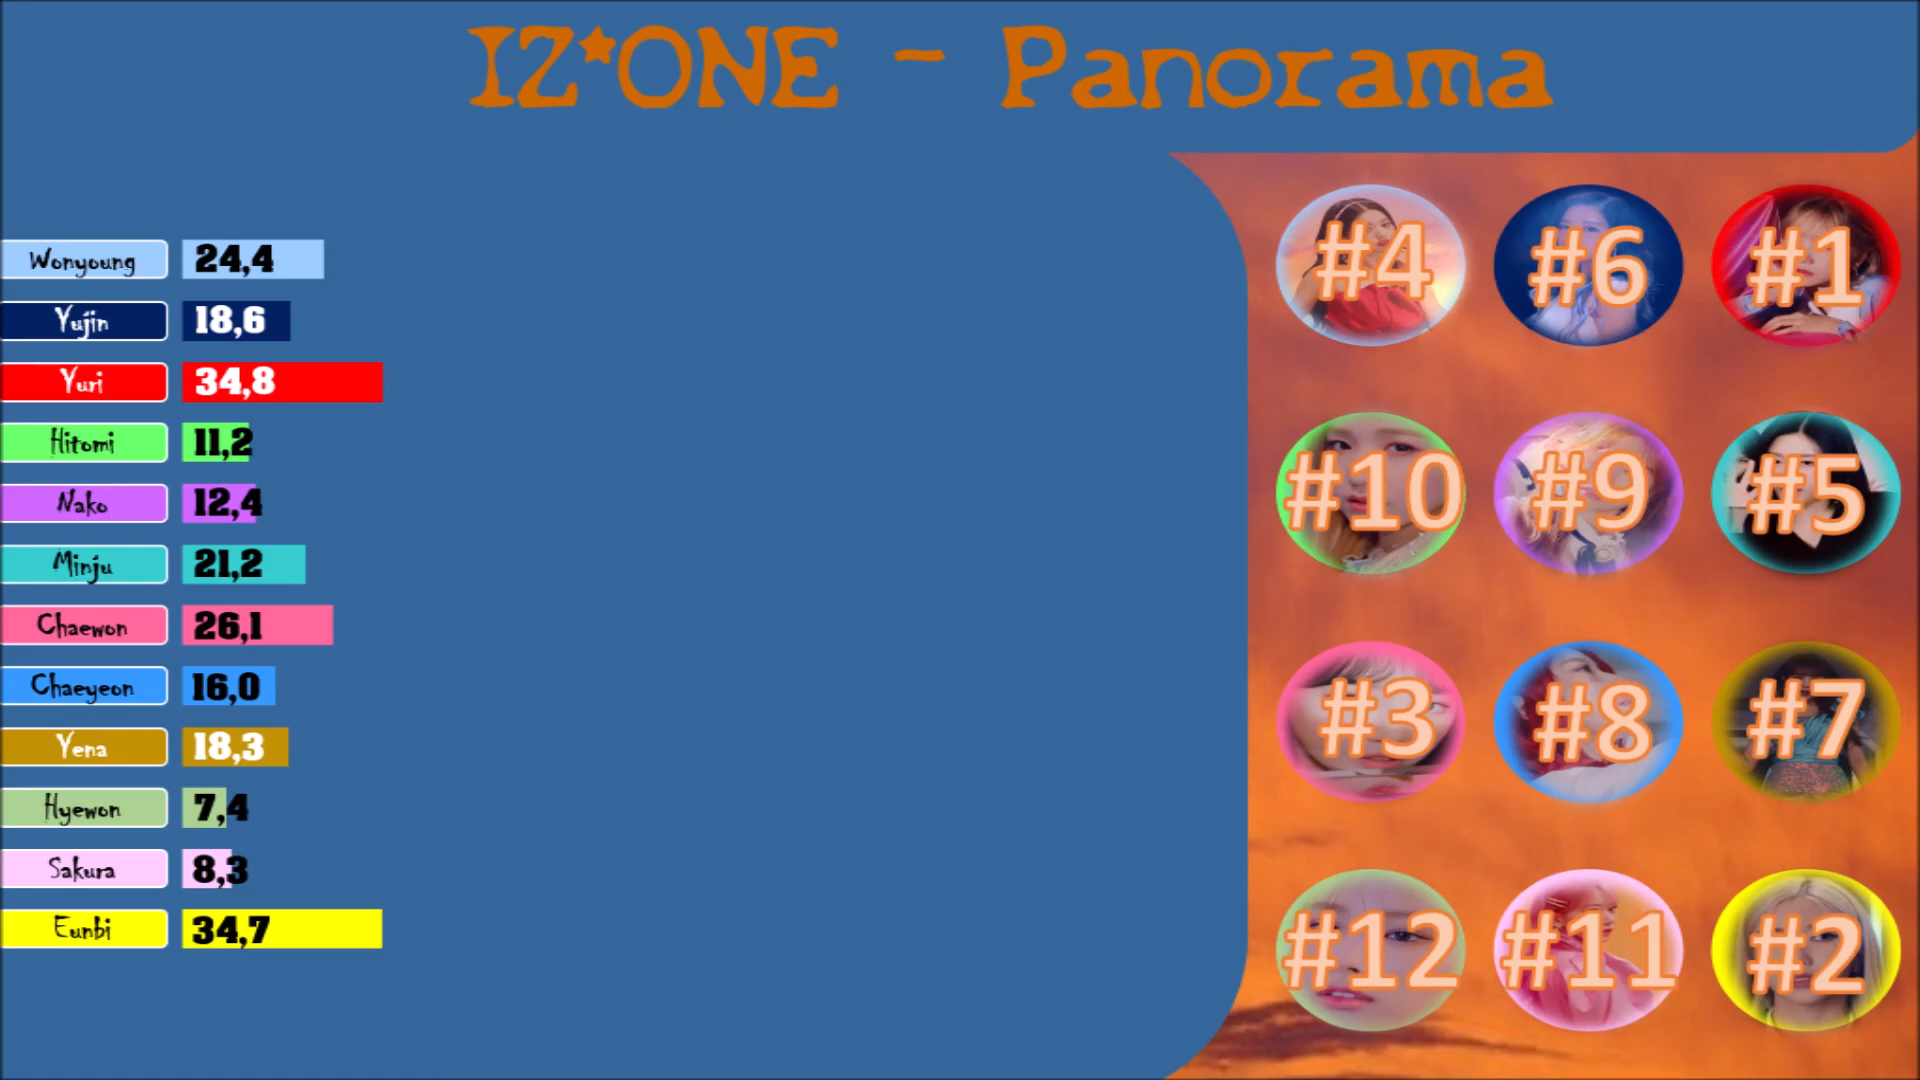 IZ*ONE - Panorama
Wonyoung 24,4
Yujin 18,6
Yuri 34,8
Hitomi 11,2
Nako 12,4
Minju 21,2
Chaewon 26,1
Chaeyeon 16,0
Yena 18,3
Hyewon 7,4
Sakura 8,3
Eunbi 34,7
#4 #6 #1
#10 #9 #5
#3 #8 #7
#12 #11 #2